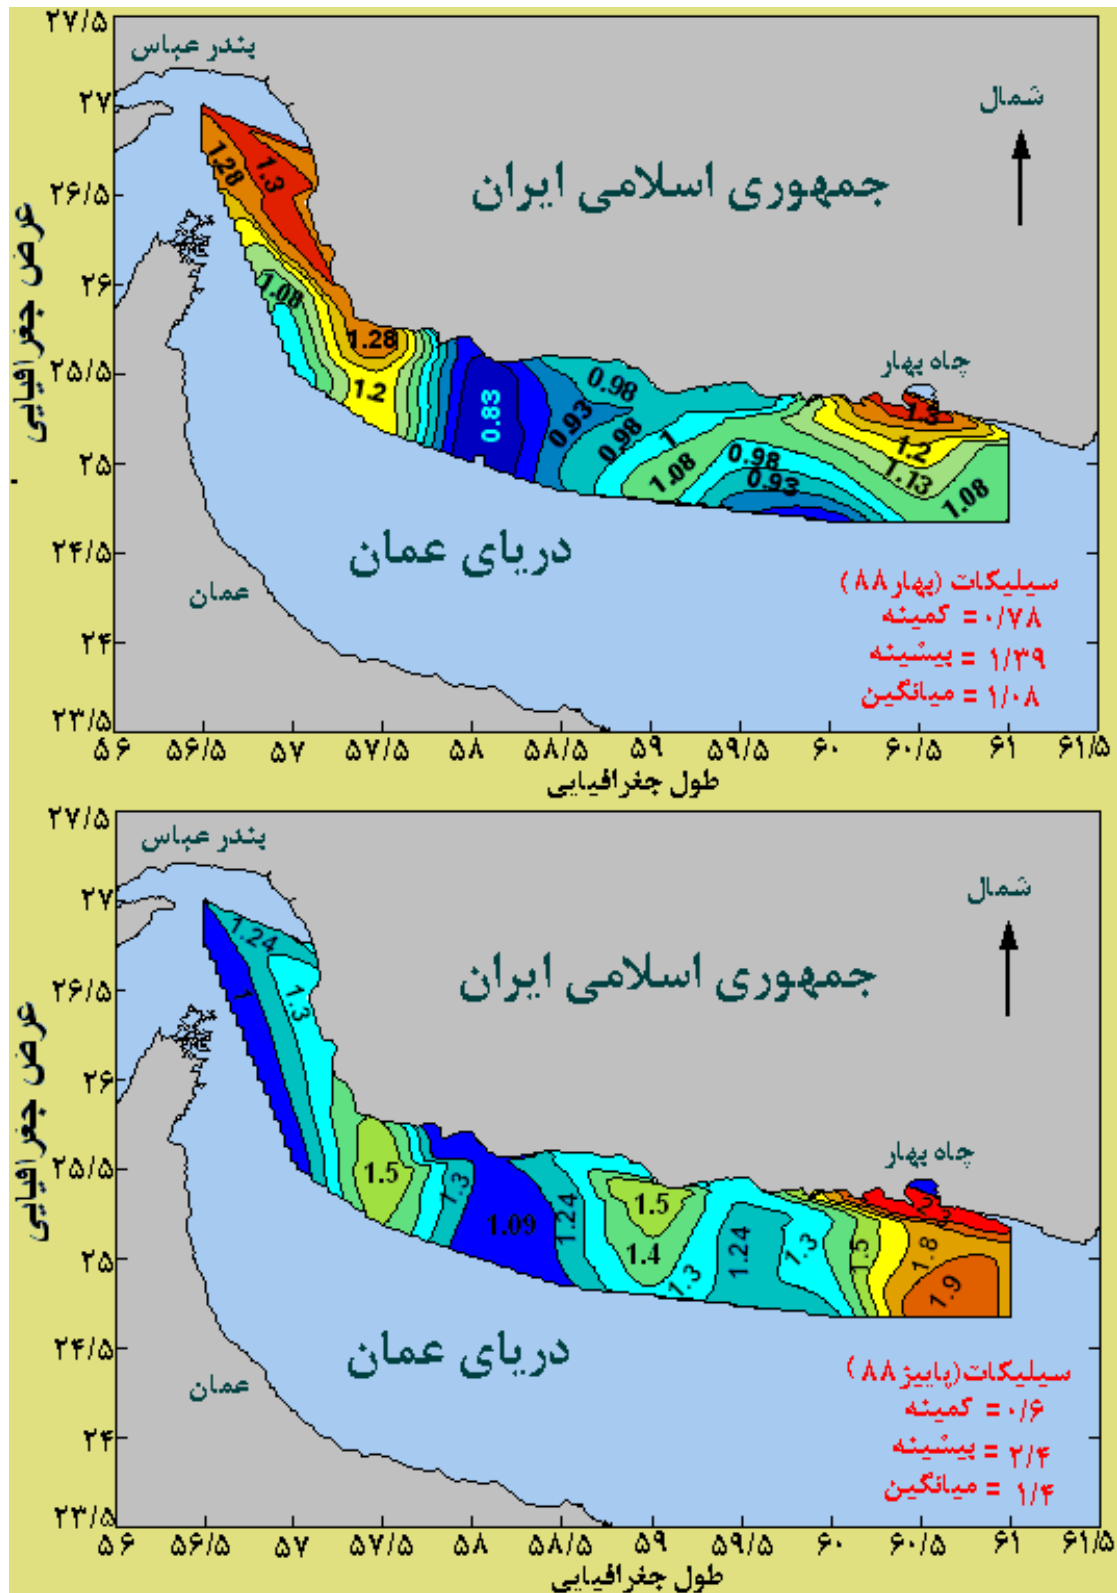 ۲۷/۵
بندر عباس
۲۷
شمال
جمهوری اسلامی ایران
۲۶/۵
عرض جغرافیایی
۲۶
۲۵/۵
چاه بهار
۲۵
۲۴/۵
دریای عمان
عمان
۲۴
۲۳/۵
1.28
1.3
1.08
1.28
1.2
0.83
0.98
0.93
0.98
1
1.08
0.98
0.93
1.3
1.2
1.13
1.08
سیلیکات (بهار ۸۸)
کمینه = ۰/۷۸
بیشینه = ۱/۳۹
میانگین = ۱/۰۸
۵۶ ۵۶/۵ ۵۷ ۵۷/۵ ۵۸ ۵۸/۵ ۵۹ ۵۹/۵ ۶۰ ۶۰/۵ ۶۱ ۶۱/۵
طول جغرافیایی
۲۷/۵
بندر عباس
۲۷
شمال
جمهوری اسلامی ایران
۲۶/۵
عرض جغرافیایی
۲۶
۲۵/۵
چاه بهار
۲۵
۲۴/۵
دریای عمان
عمان
۲۴
۲۳/۵
1.24
1
1.3
1.5
1.3
1.09
1.24
1.5
1.4
1.3
1.24
1.3
1.5
2.3
1.8
1.9
سیلیکات (پاییز ۸۸)
کمینه = ۰/۶
بیشینه = ۲/۴
میانگین = ۱/۴
۵۶ ۵۶/۵ ۵۷ ۵۷/۵ ۵۸ ۵۸/۵ ۵۹ ۵۹/۵ ۶۰ ۶۰/۵ ۶۱ ۶۱/۵
طول جغرافیایی